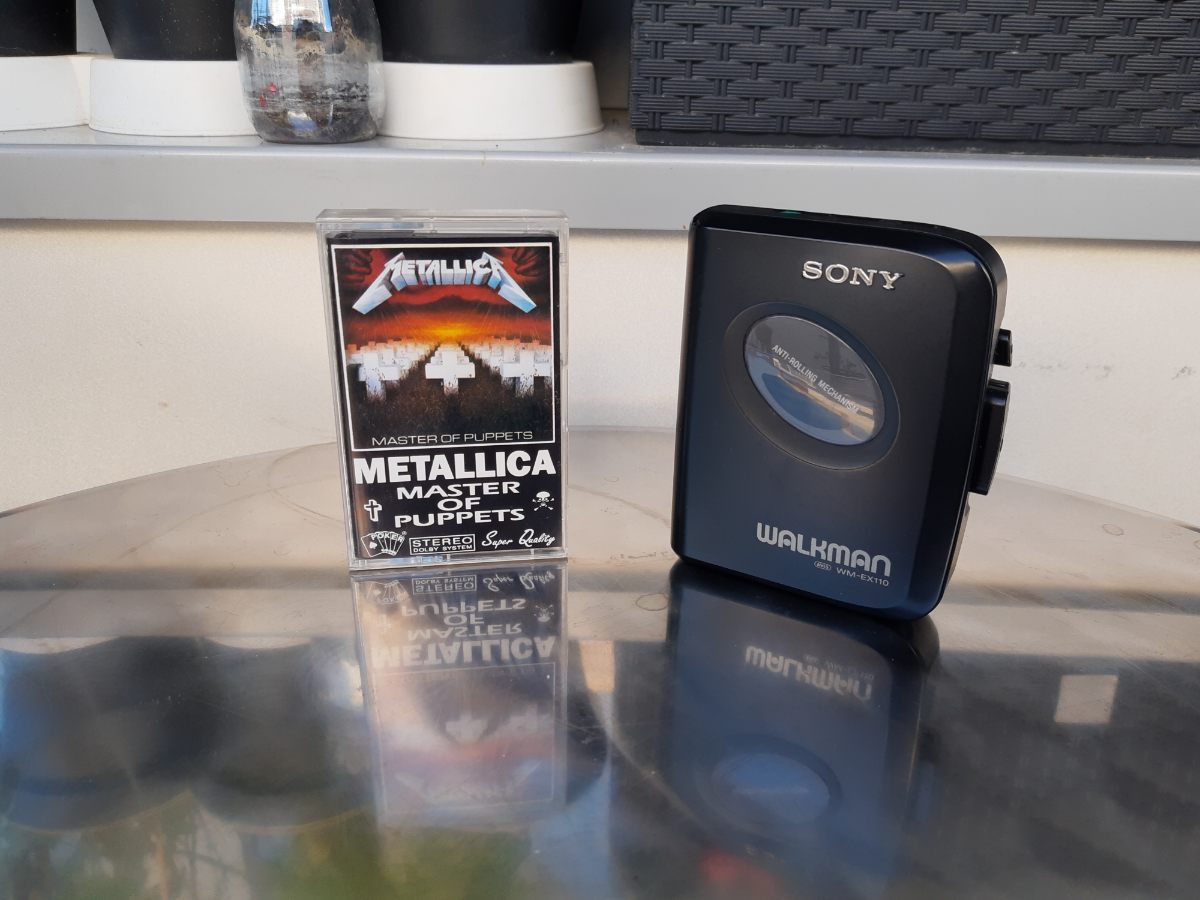 METALLICA
MASTER OF PUPPETS
METALLICA
MASTER
OF
PUPPETS
POKER
STEREO
DOLBY SYSTEM
Super Quality
SONY
ANTI-ROLLING MECHANISM
WALKMAN
AVLS WM-EX110